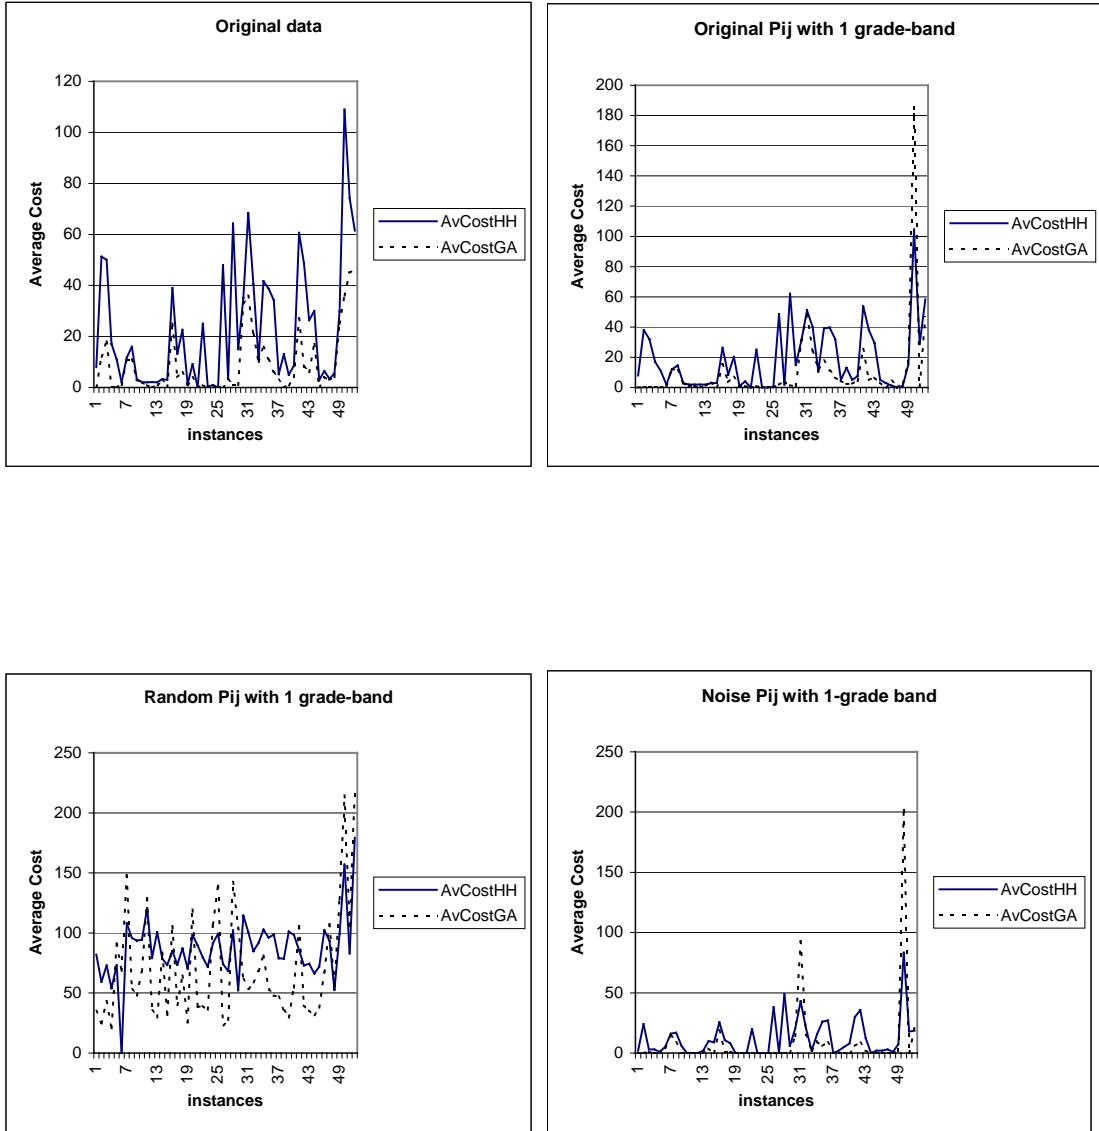 Original data
120
100
80
60
40
20
0
Average Cost
1 7 13 19 25 31 37 43 49
instances
AvCostHH
AvCostGA
Original Pij with 1 grade-band
200
180
160
140
120
100
80
60
40
20
0
Average Cost
1 7 13 19 25 31 37 43 49
instances
AvCostHH
AvCostGA
Random Pij with 1 grade-band
250
200
150
100
50
0
Average Cost
1 7 13 19 25 31 37 43 49
instances
AvCostHH
AvCostGA
Noise Pij with 1-grade band
250
200
150
100
50
0
Average Cost
1 7 13 19 25 31 37 43 49
instances
AvCostHH
AvCostGA